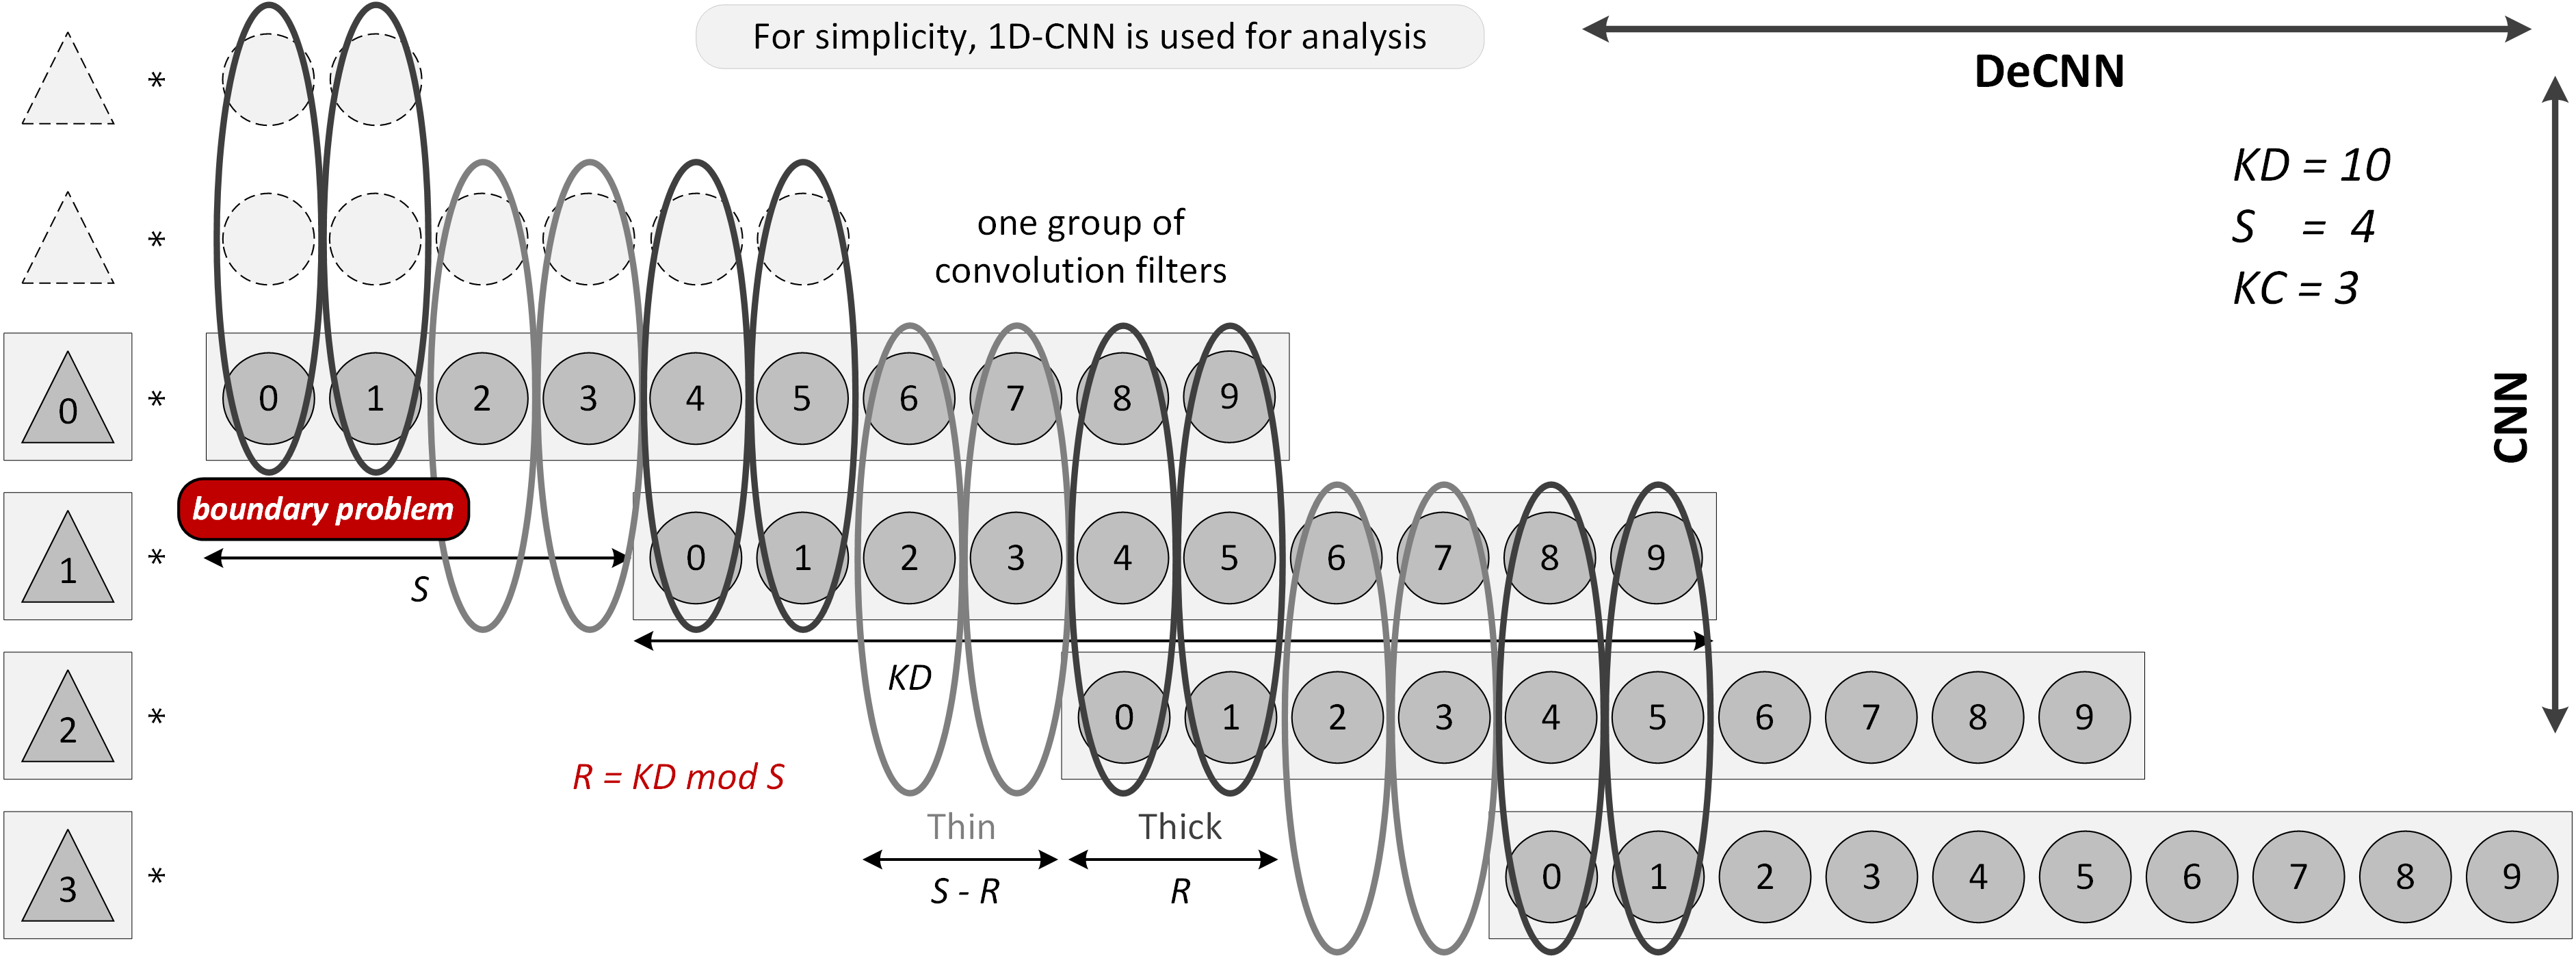 For simplicity, 1D-CNN is used for analysis
DeCNN
*
KD = 10
S = 4
KC = 3
*
one group of
convolution filters
CNN
0 * 0 1 2 3 4 5 6 7 8 9
boundary problem
1 * 0 1 2 3 4 5 6 7 8 9
S
KD
2 * 0 1 2 3 4 5 6 7 8 9
R = KD mod S
Thin Thick
S - R R
3 * 0 1 2 3 4 5 6 7 8 9